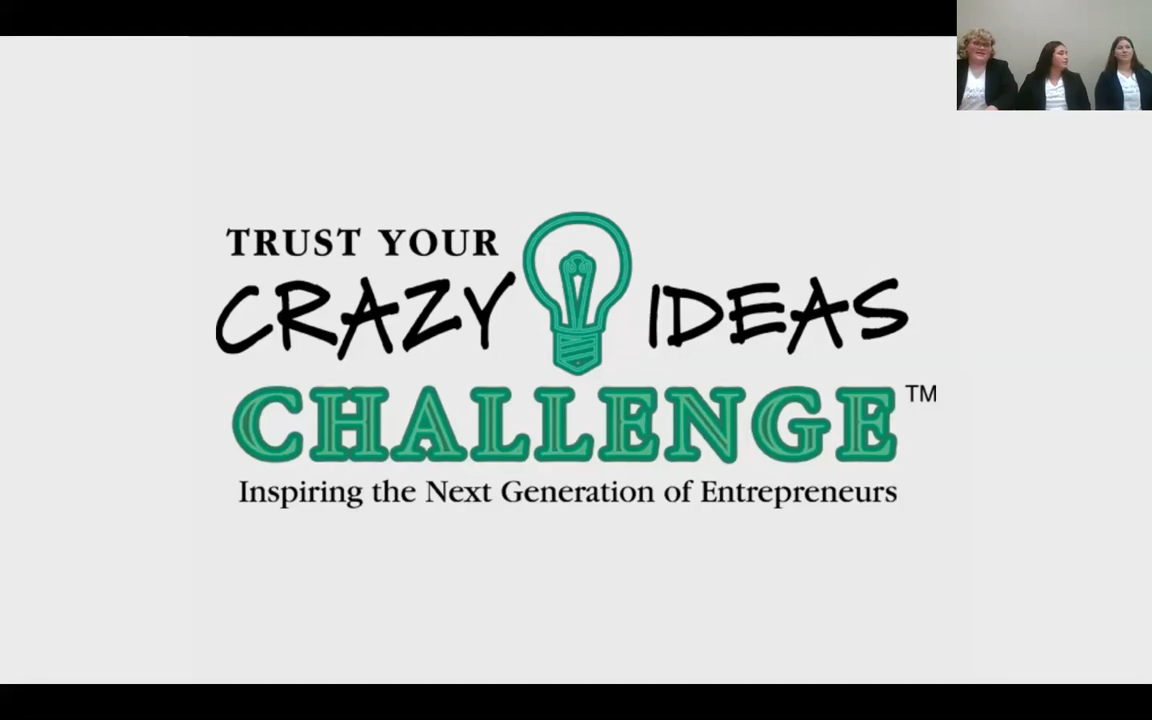 TRUST YOUR
CRAZY IDEAS
CHALLENGE™
Inspiring the Next Generation of Entrepreneurs